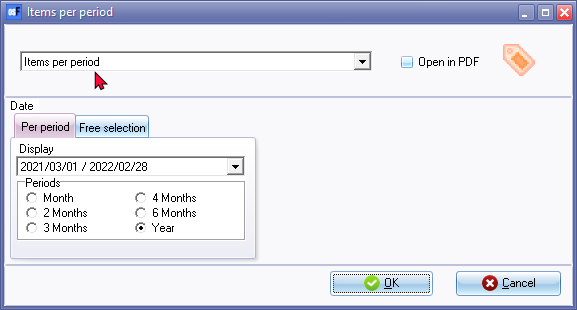 Items per period
Items per period
Open in PDF
Date
Per period
Free selection
Display
2021/03/01 / 2022/02/28
Periods
Month
4 Months
2 Months
6 Months
3 Months
Year
OK
Cancel